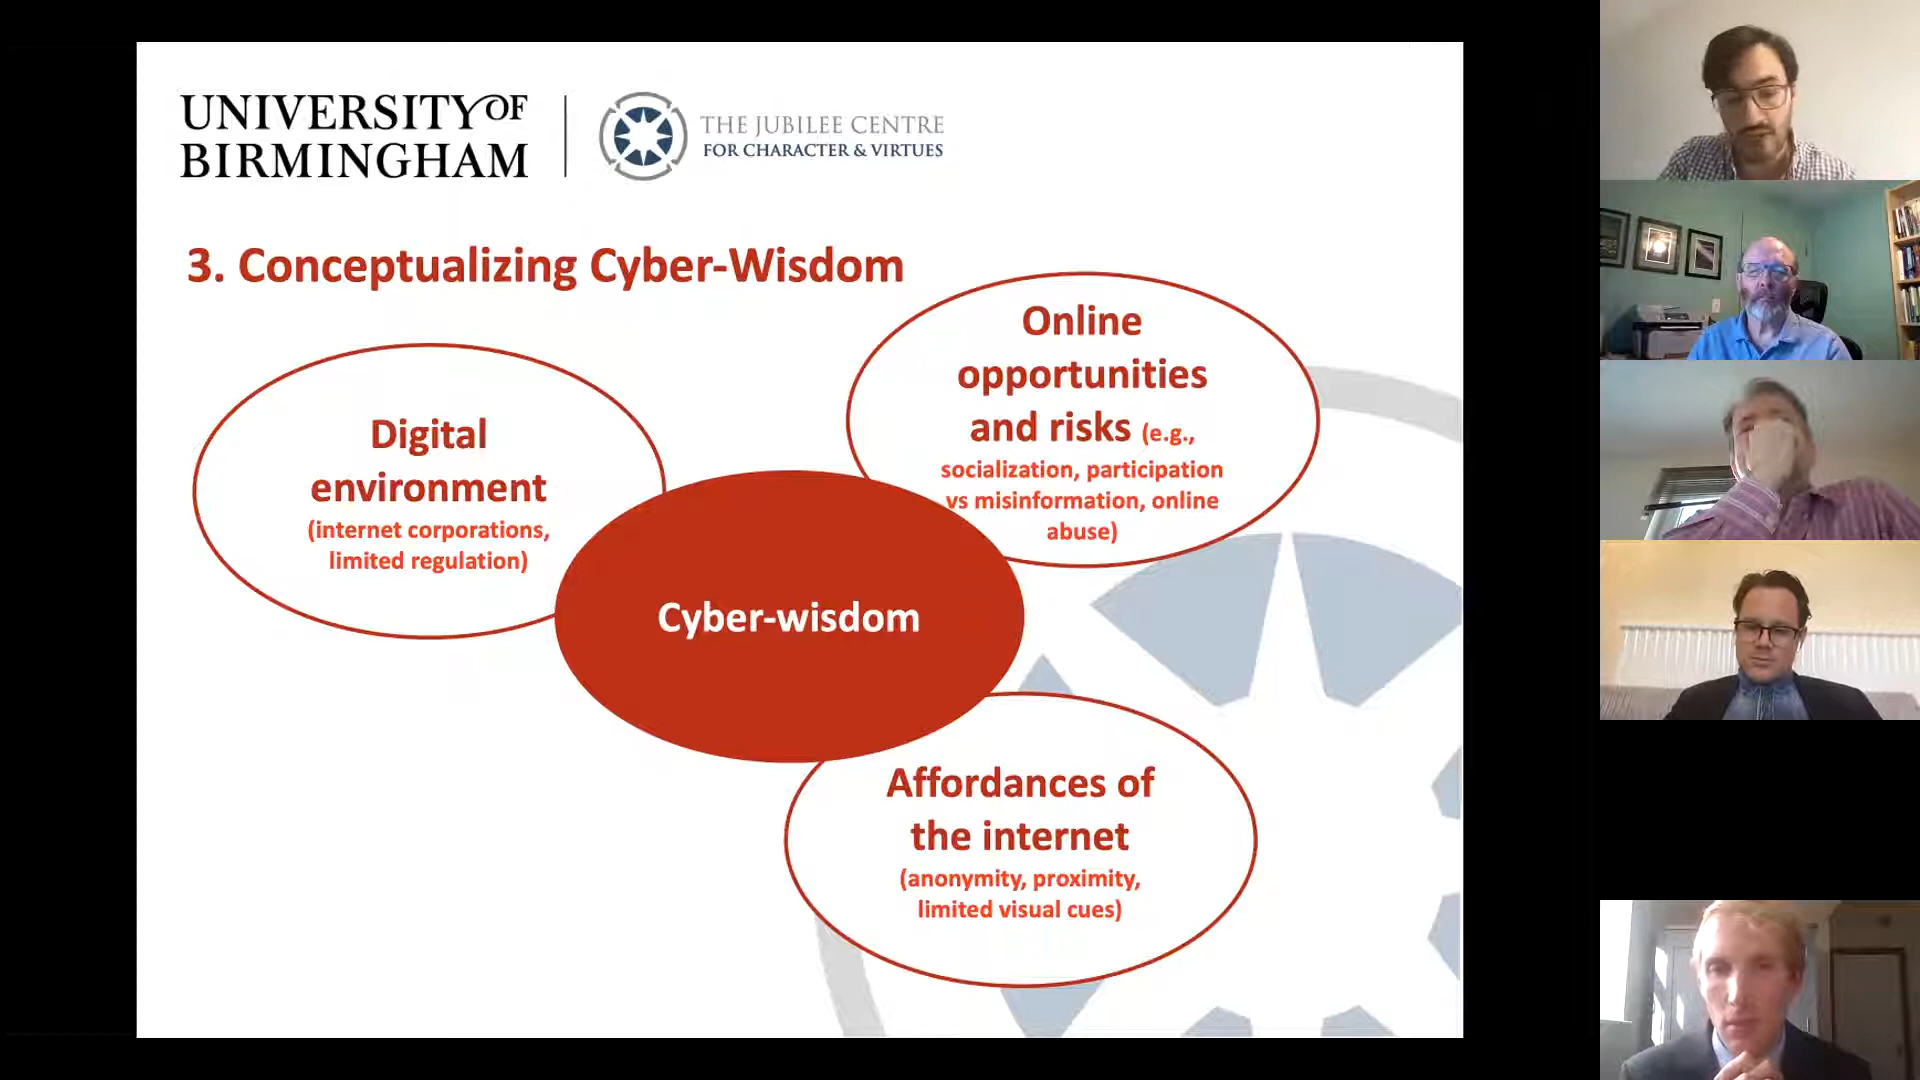 UNIVERSITY OF
BIRMINGHAM
THE JUBILEE CENTRE
FOR CHARACTER & VIRTUES
3. Conceptualizing Cyber-Wisdom
Digital
environment
(internet corporations,
limited regulation)
Online
opportunities
and risks (e.g.,
socialization, participation
vs misinformation, online
abuse)
Cyber-wisdom
Affordances of
the internet
(anonymity, proximity,
limited visual cues)